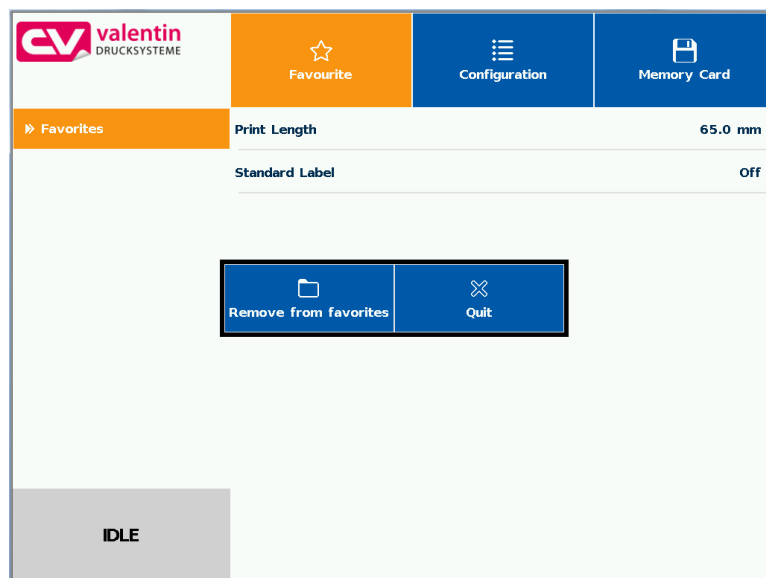 valentin
DRUCKSYSTEME
Favourite
Configuration
Memory Card
Favorites
Print Length 65.0 mm
Standard Label Off
Remove from favorites
Quit
IDLE